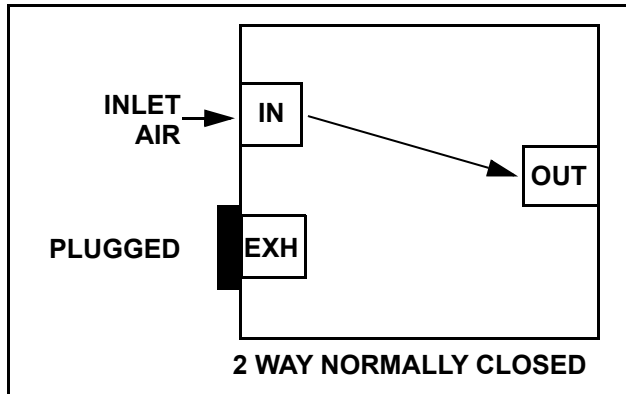 INLET
AIR
IN
OUT
PLUGGED
EXH
2 WAY NORMALLY CLOSED